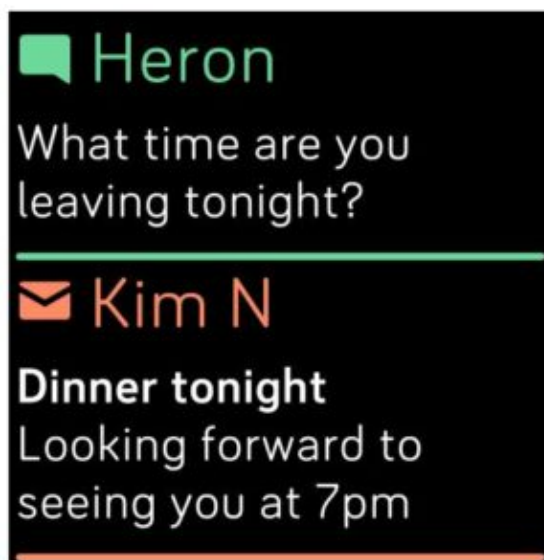 Heron
What time are you
leaving tonight?
Kim N
Dinner tonight
Looking forward to
seeing you at 7pm